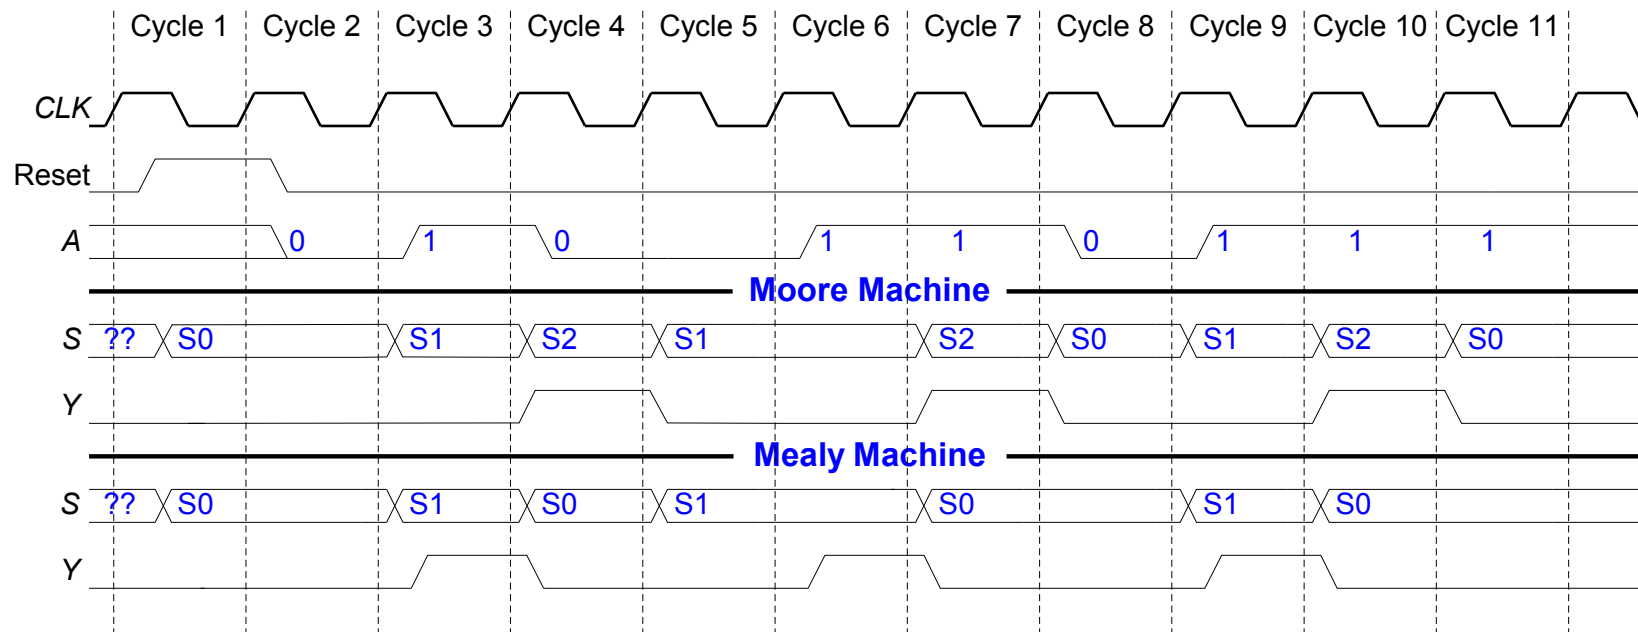 Cycle 1 Cycle 2 Cycle 3 Cycle 4 Cycle 5 Cycle 6 Cycle 7 Cycle 8 Cycle 9 Cycle 10 Cycle 11
CLK
Reset
A 0 1 0 1 1 0 1 1 1
Moore Machine
S ?? S0 S1 S2 S1 S2 S0 S1 S2 S0
Y
Mealy Machine
S ?? S0 S1 S0 S1 S0 S1 S0
Y